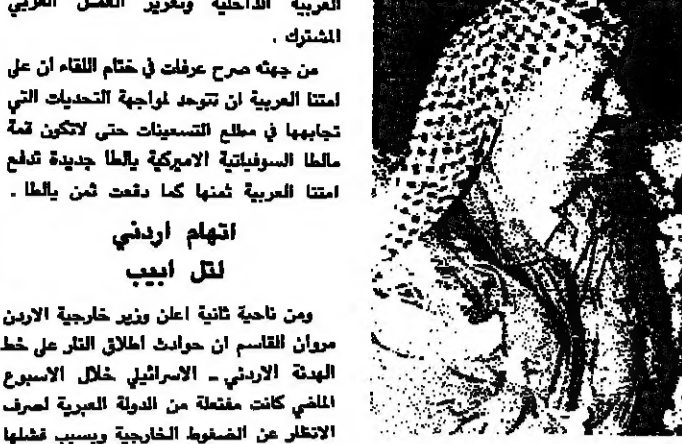 العربية الداخلية وتعزيز العمل العربي
المشترك .
من جهته صرح عرفات في ختام اللقاء ان على
امتنا العربية ان تتوحد لمواجهة التحديات التي
تجابهها في مطلع التسعينات حتى لاتكون قمة
مالطا السوفياتية الاميركية يالطا جديدة تدفع
امتنا العربية ثمنها كما دفعت ثمن يالطا .
اتهام اردني
لتل ابيب
ومن ناحية ثانية اعلن وزير خارجية الاردن
مروان القاسم ان حوادث اطلاق النار على خط
الهدنة الاردني ـ الاسرائيلي خلال الاسبوع
الماضي كانت مفتعلة من الدولة العبرية لصرف
الانظار عن الضغوط الخارجية وبسبب فشلها